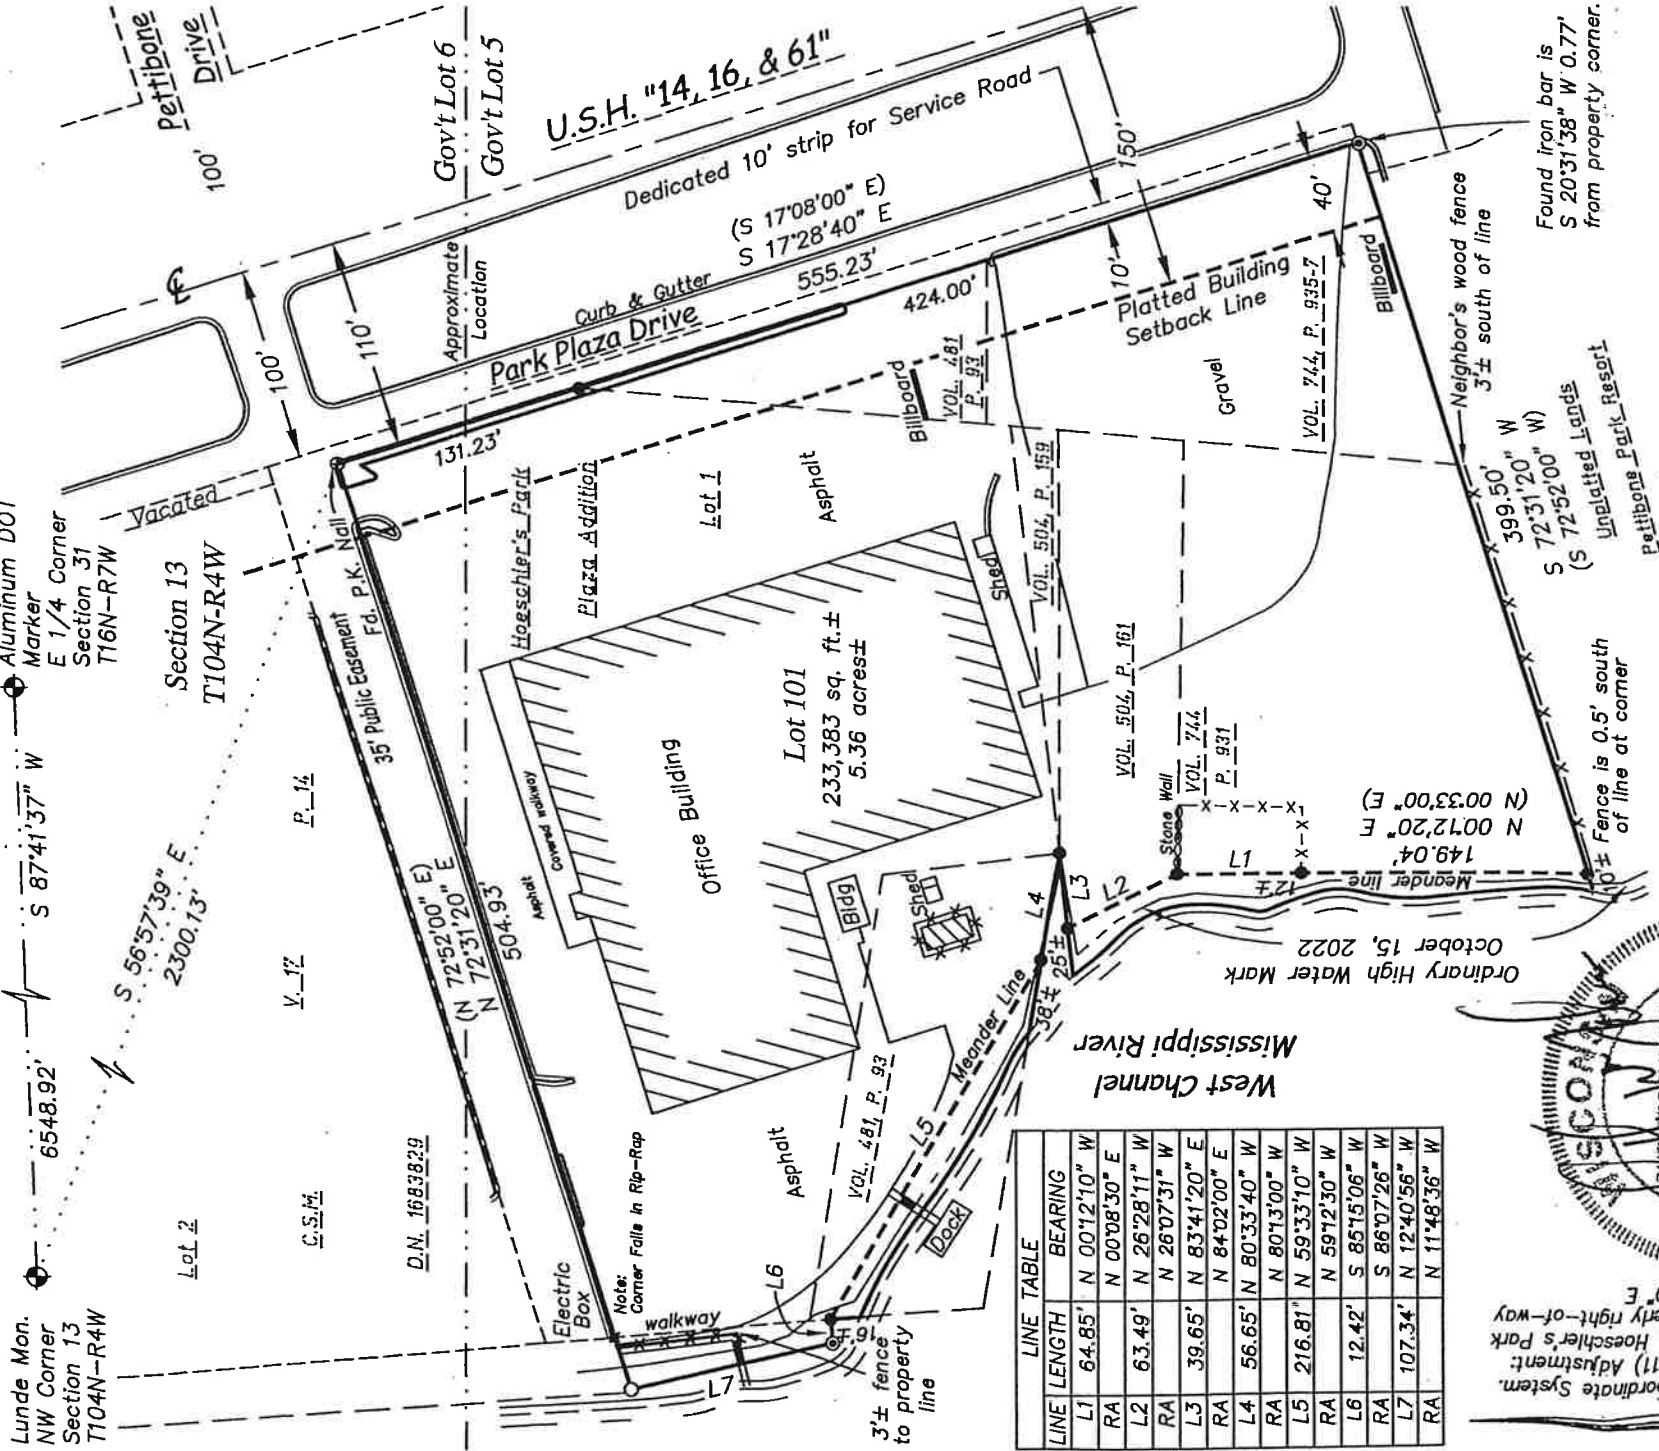 Lunde Mon.
NW Corner
Section 13
T104N-R4W
6548.92'
S 87°41'37" W
Aluminum DOT
Marker
E 1/4 Corner
Section 31
T16N-R7W
S 56°57'39" E
2300.13'
Section 13
T104N-R4W
Vacated
Pettibone
Drive
100'
100'
110'
Gov't Lot 6
Gov't Lot 5
U.S.H. "14, 16, & 61"
Approximate
Location
Dedicated 10' strip for Service Road
Curb & Gutter
Park Plaza Drive
(S 17°08'00" E)
S 17°28'40" E
555.23'
424.00'
131.23'
150'
10'
40'
Platted Building
Setback Line
Found iron bar is
S 20°31'38" W 0.77'
from property corner.
Neighbor's wood fence
3'± south of line
Billboard
Billboard
VOL. 481
P. 93
VOL. 744, P. 935-7
Gravel
399.50'
S 72°31'20" W
(S 72°52'00" W)
Unplatted Lands
Pettibone Park Resort
Fence is 0.5' south
of line at corner
Fd. P.K. Nail
35' Public Easement
Hoeschler's Park
Plaza Addition
Lot 1
Asphalt
Shed
VOL. 504, P. 159
VOL. 504, P. 161
VOL. 744
P. 931
Stone Wall
Lot 2
C.S.M.
V. 17
P. 14
D.N. 1683829
(N 72°52'00" E)
N 72°31'20" E
504.93'
Asphalt
Covered walkway
Office Building
Lot 101
233,383 sq. ft.±
5.36 acres±
Bldg
Shed
Electric
Box
Note:
Corner Falls in Rip-Rap
walkway
Asphalt
VOL. 481, P. 93
Meander Line
Dock
L7
L6
L5
L4
L3
L2
L1
16'±
38'±
25'±
12'±
10'±
3'± fence
to property
line
Meander line
149.04'
N 00°12'20" E
(N 00°33'00" E)
Ordinary High Water Mark
October 15, 2022
West Channel
Mississippi River
LINE TABLE
LINE LENGTH BEARING
L1 64.85' N 00°12'10" W
RA N 00°08'30" E
L2 63.49' N 26°28'11" W
RA N 26°07'31" W
L3 39.65' N 83°41'20" E
RA N 84°02'00" E
L4 56.65' N 80°33'40" W
RA N 80°13'00" W
L5 216.81" N 59°33'10" W
RA N 59°12'30" W
L6 12.42' S 85°15'06" W
RA S 86°07'26" W
L7 107.34' N 12°40'56" W
RA N 11°48'36" W
SCON
ordinate System.
11) Adjustment:
Hoeschler's Park
erly right-of-way
0" E